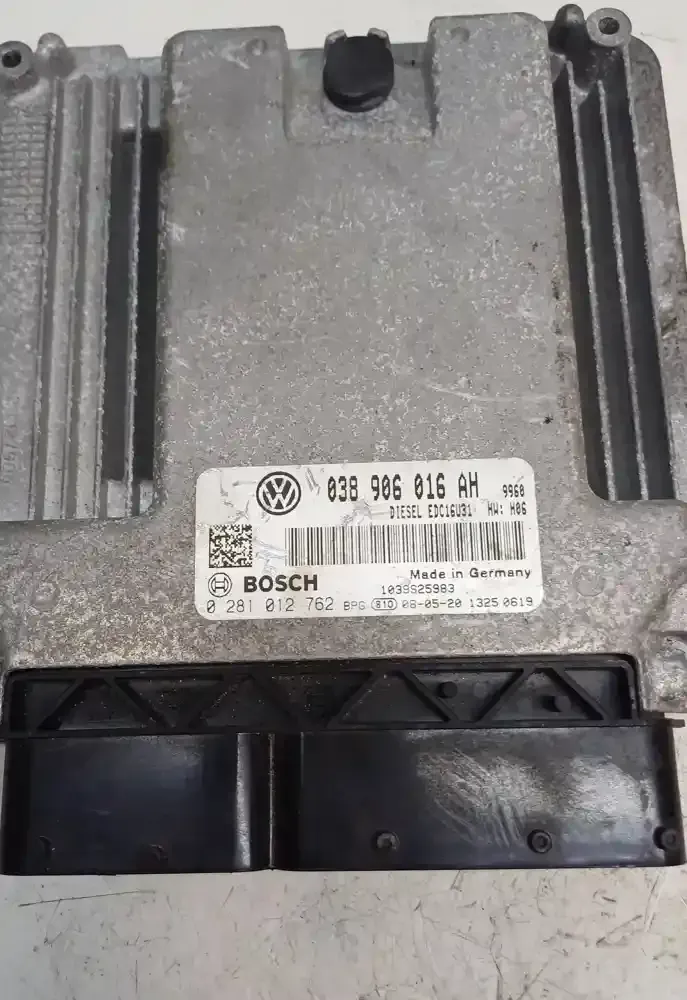 038 906 016 AH 9960
DIESEL EDC16U31 HW: H06
Made in Germany
BOSCH 1039S25983
0 281 012 762 BPG 810 08-05-20 1325 0619